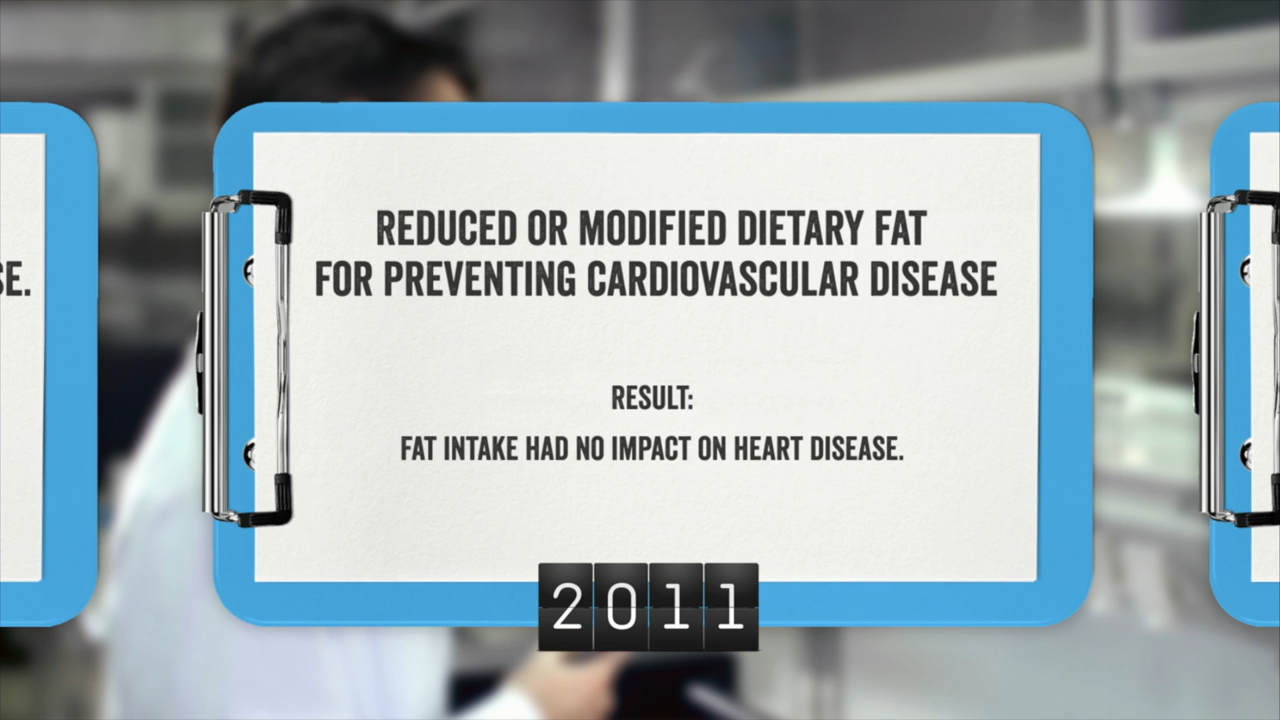 SE.
REDUCED OR MODIFIED DIETARY FAT
FOR PREVENTING CARDIOVASCULAR DISEASE
RESULT:
FAT INTAKE HAD NO IMPACT ON HEART DISEASE.
2011